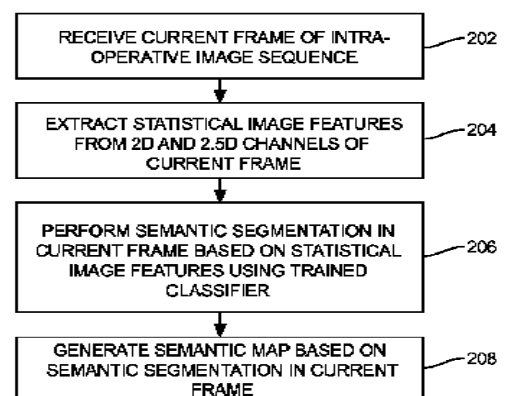 RECEIVE CURRENT FRAME OF INTRA-
OPERATIVE IMAGE SEQUENCE
202
EXTRACT STATISTICAL IMAGE FEATURES
FROM 2D AND 2.5D CHANNELS OF
CURRENT FRAME
204
PERFORM SEMANTIC SEGMENTATION IN
CURRENT FRAME BASED ON STATISTICAL
IMAGE FEATURES USING TRAINED
CLASSIFIER
206
GENERATE SEMANTIC MAP BASED ON
SEMANTIC SEGMENTATION IN CURRENT
FRAME
208